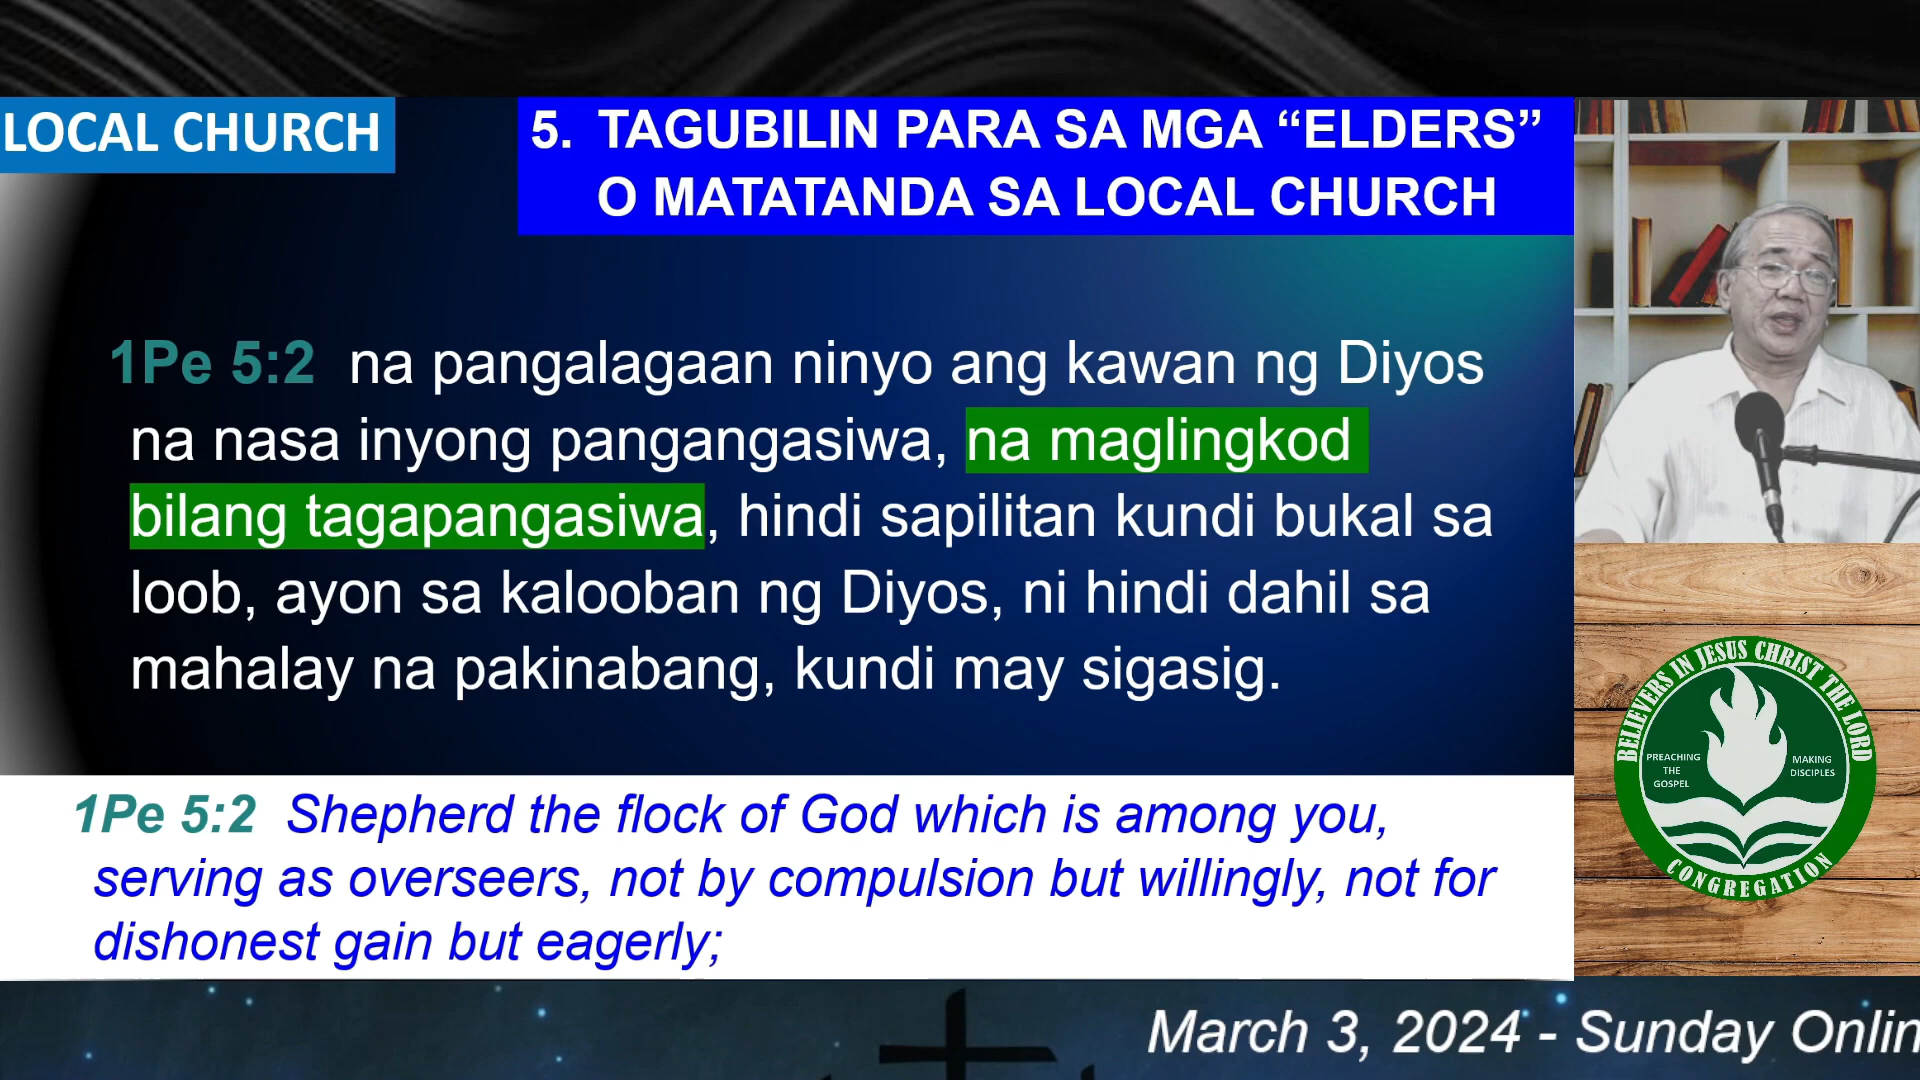 LOCAL CHURCH
5. TAGUBILIN PARA SA MGA “ELDERS”
O MATATANDA SA LOCAL CHURCH
1Pe 5:2 na pangalagaan ninyo ang kawan ng Diyos
na nasa inyong pangangasiwa, na maglingkod
bilang tagapangasiwa, hindi sapilitan kundi bukal sa
loob, ayon sa kalooban ng Diyos, ni hindi dahil sa
mahalay na pakinabang, kundi may sigasig.
1Pe 5:2 Shepherd the flock of God which is among you,
serving as overseers, not by compulsion but willingly, not for
dishonest gain but eagerly;
BELIEVERS IN JESUS CHRIST THE LORD
PREACHING
THE
GOSPEL
MAKING
DISCIPLES
CONGREGATION
March 3, 2024 - Sunday Onlin